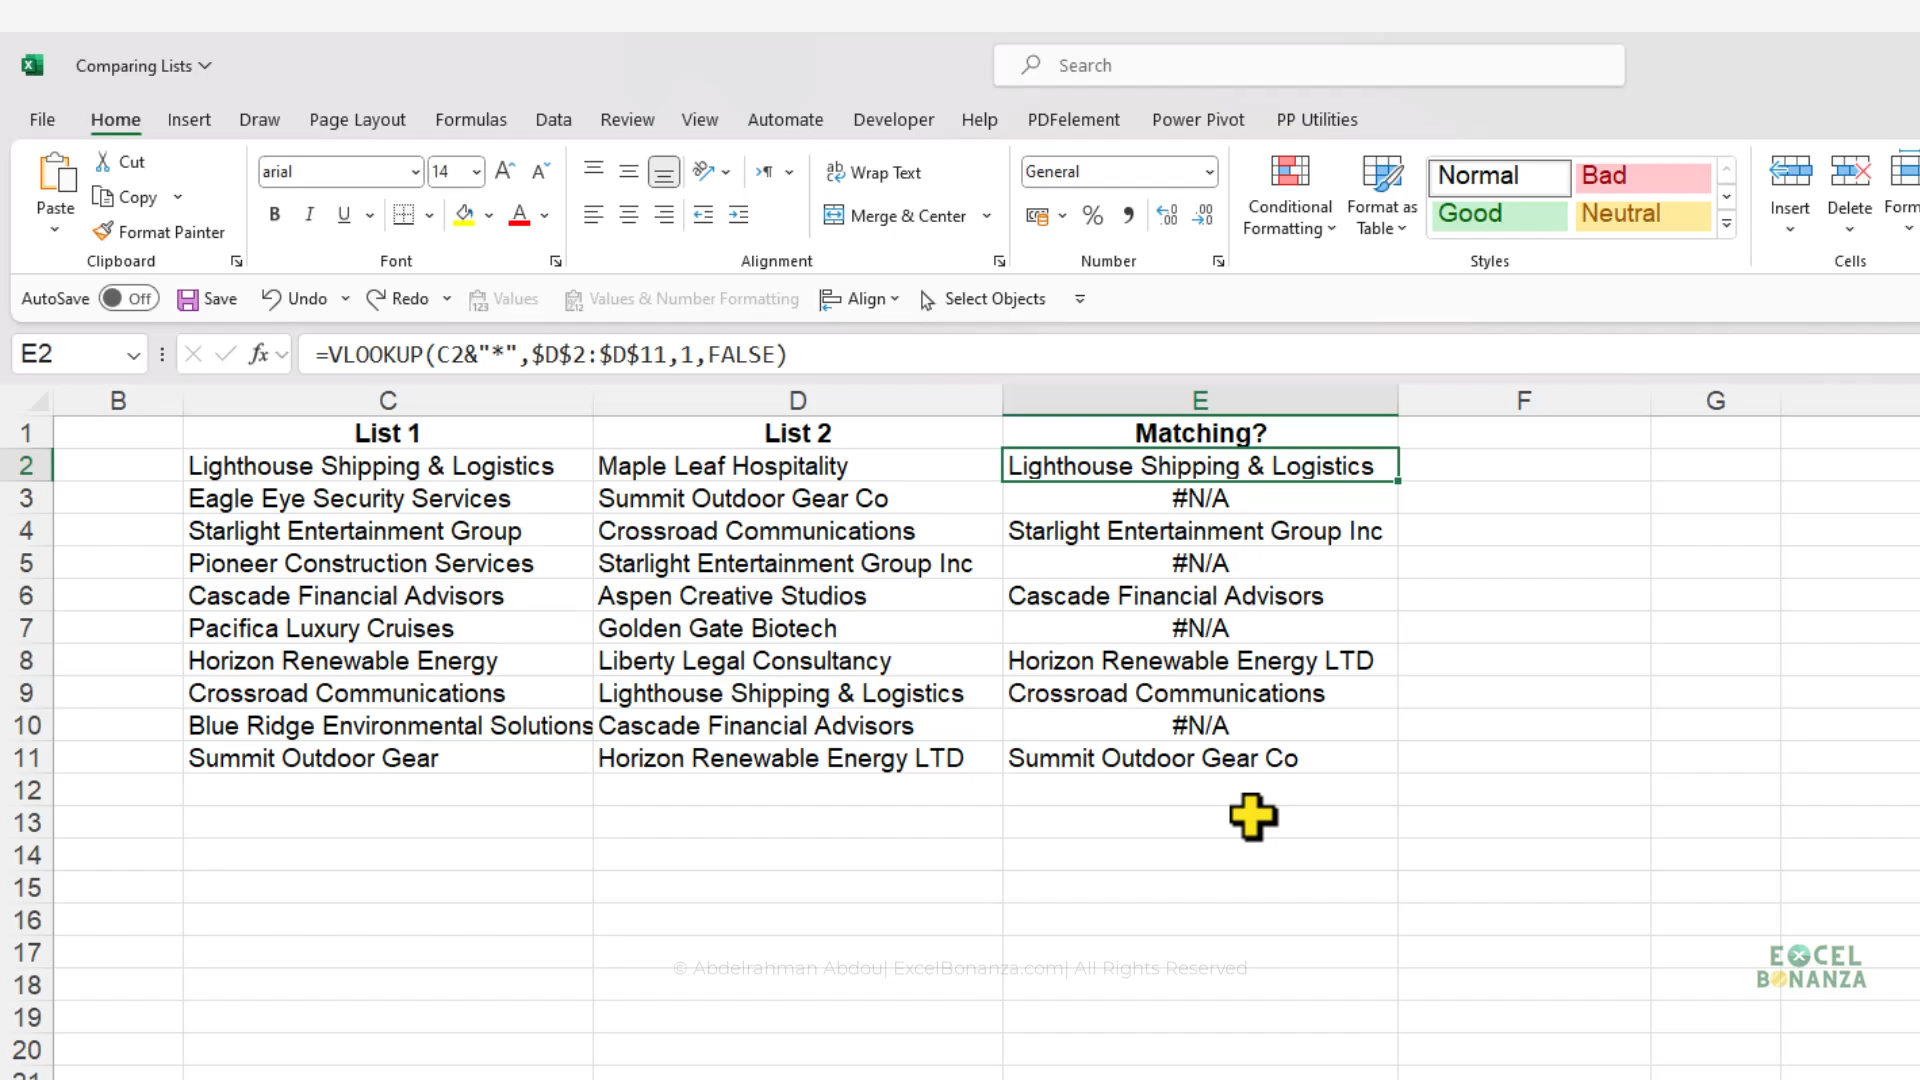 Comparing Lists
Search
File Home Insert Draw Page Layout Formulas Data Review View Automate Developer Help PDFelement Power Pivot PP Utilities
Paste
Cut
Copy
Format Painter
Clipboard
arial 14
B I U
Font
Wrap Text
Merge & Center
Alignment
General
Number
Conditional Formatting
Format as Table
Normal Bad
Good Neutral
Styles
Insert Delete Form
Cells
AutoSave Off Save Undo Redo Values Values & Number Formatting Align Select Objects
E2 fx =VLOOKUP(C2&"*",$D$2:$D$11,1,FALSE)
B C D E F G
1 List 1 List 2 Matching?
2 Lighthouse Shipping & Logistics Maple Leaf Hospitality Lighthouse Shipping & Logistics
3 Eagle Eye Security Services Summit Outdoor Gear Co #N/A
4 Starlight Entertainment Group Crossroad Communications Starlight Entertainment Group Inc
5 Pioneer Construction Services Starlight Entertainment Group Inc #N/A
6 Cascade Financial Advisors Aspen Creative Studios Cascade Financial Advisors
7 Pacifica Luxury Cruises Golden Gate Biotech #N/A
8 Horizon Renewable Energy Liberty Legal Consultancy Horizon Renewable Energy LTD
9 Crossroad Communications Lighthouse Shipping & Logistics Crossroad Communications
10 Blue Ridge Environmental Solutions Cascade Financial Advisors #N/A
11 Summit Outdoor Gear Horizon Renewable Energy LTD Summit Outdoor Gear Co
12
13
14
15
16
17
© Abdelrahman Abdou| ExcelBonanza.com| All Rights Reserved
EXCEL
BONANZA
18
19
20